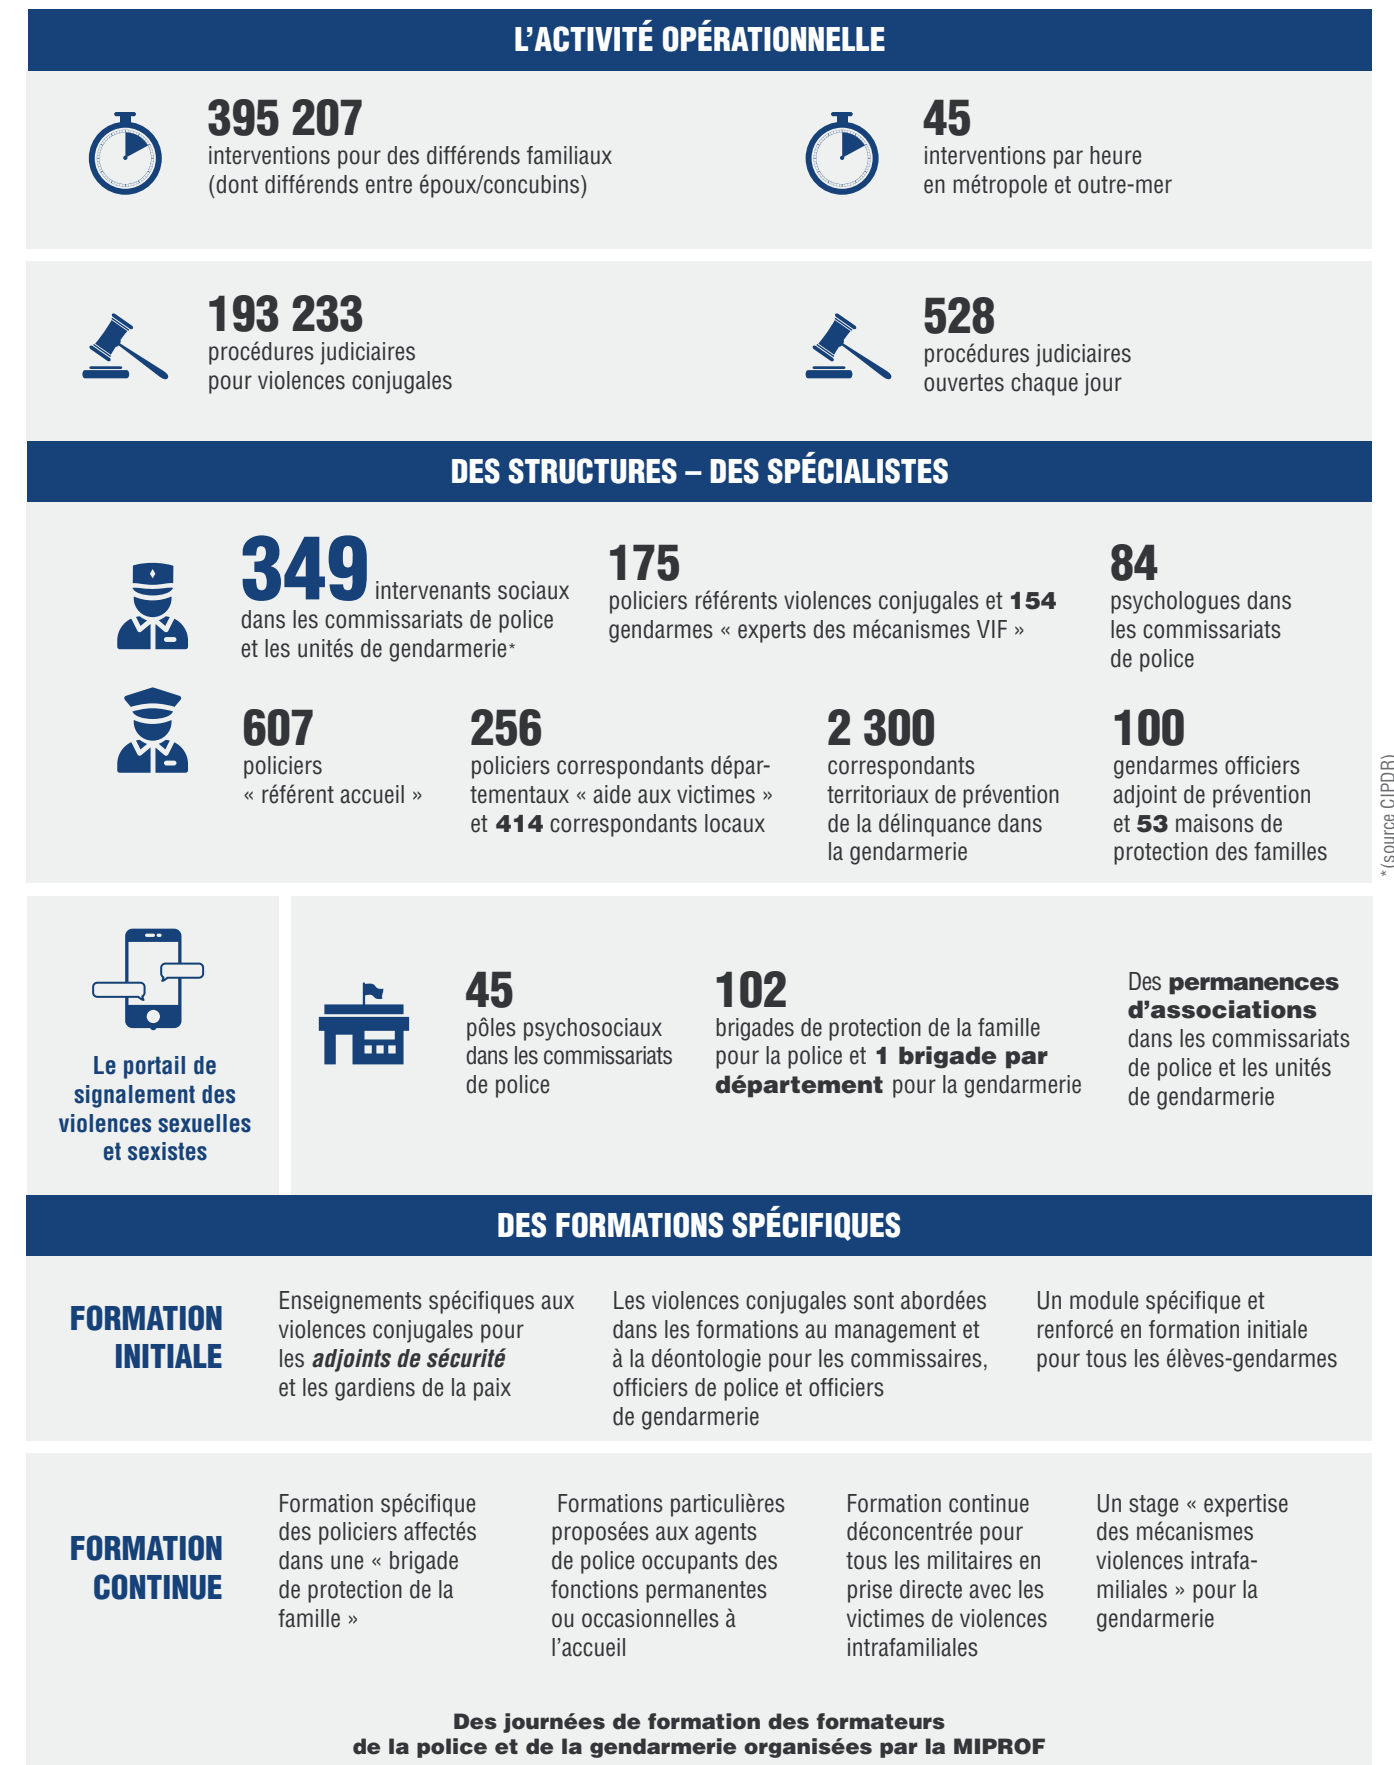 L'ACTIVITÉ OPÉRATIONNELLE
395 207
interventions pour des différends familiaux
(dont différends entre époux/concubins)
45
interventions par heure
en métropole et outre-mer
193 233
procédures judiciaires
pour violences conjugales
528
procédures judiciaires
ouvertes chaque jour
DES STRUCTURES – DES SPÉCIALISTES
349 intervenants sociaux
dans les commissariats de police
et les unités de gendarmerie*
175
policiers référents violences conjugales et 154
gendarmes « experts des mécanismes VIF »
84
psychologues dans
les commissariats
de police
607
policiers
« référent accueil »
256
policiers correspondants dépar-
tementaux « aide aux victimes »
et 414 correspondants locaux
2 300
correspondants
territoriaux de prévention
de la délinquance dans
la gendarmerie
100
gendarmes officiers
adjoint de prévention
et 53 maisons de
protection des familles
*(source CIPDR)
Le portail de
signalement des
violences sexuelles
et sexistes
45
pôles psychosociaux
dans les commissariats
de police
102
brigades de protection de la famille
pour la police et 1 brigade par
département pour la gendarmerie
Des permanences
d'associations
dans les commissariats
de police et les unités
de gendarmerie
DES FORMATIONS SPÉCIFIQUES
FORMATION
INITIALE
Enseignements spécifiques aux
violences conjugales pour
les adjoints de sécurité
et les gardiens de la paix
Les violences conjugales sont abordées
dans les formations au management et
à la déontologie pour les commissaires,
officiers de police et officiers
de gendarmerie
Un module spécifique et
renforcé en formation initiale
pour tous les élèves-gendarmes
FORMATION
CONTINUE
Formation spécifique
des policiers affectés
dans une « brigade
de protection de la
famille »
Formations particulières
proposées aux agents
de police occupants des
fonctions permanentes
ou occasionnelles à
l'accueil
Formation continue
déconcentrée pour
tous les militaires en
prise directe avec les
victimes de violences
intrafamiliales
Un stage « expertise
des mécanismes
violences intrafa-
miliales » pour la
gendarmerie
Des journées de formation des formateurs
de la police et de la gendarmerie organisées par la MIPROF